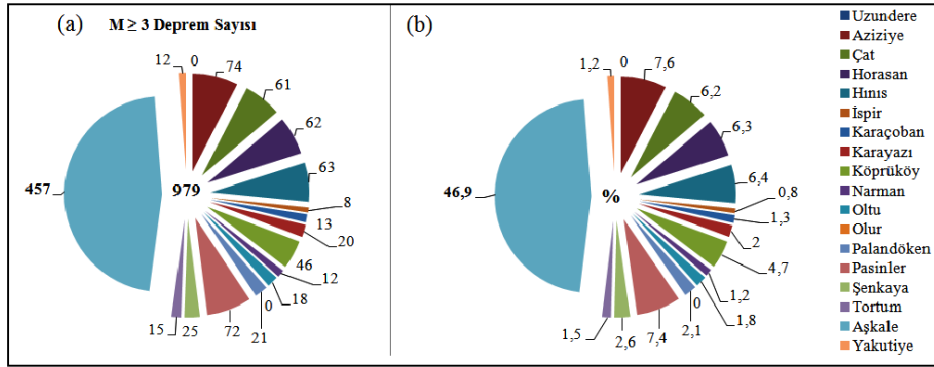 (a) M ≥ 3 Deprem Sayısı
12
0
74
61
62
63
8
13
20
46
12
18
0
21
72
25
15
457
979
(b)
1,2
0
7,6
6,2
6,3
6,4
0,8
1,3
2
4,7
1,2
1,8
0
2,1
7,4
2,6
1,5
46,9
%
Uzundere
Aziziye
Çat
Horasan
Hınıs
İspir
Karaçoban
Karayazı
Köprüköy
Narman
Oltu
Olur
Palandöken
Pasinler
Şenkaya
Tortum
Aşkale
Yakutiye